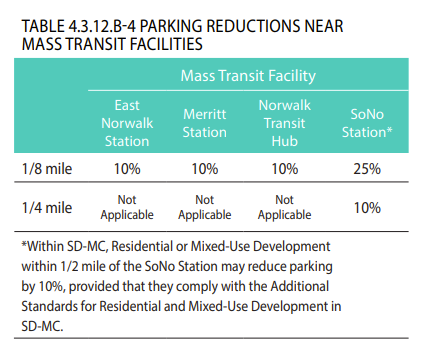 TABLE 4.3.12.B-4 PARKING REDUCTIONS NEAR
MASS TRANSIT FACILITIES
Mass Transit Facility
East Norwalk Station Merritt Station Norwalk Transit Hub SoNo Station*
1/8 mile 10% 10% 10% 25%
1/4 mile Not Applicable Not Applicable Not Applicable 10%
*Within SD-MC, Residential or Mixed-Use Development
within 1/2 mile of the SoNo Station may reduce parking
by 10%, provided that they comply with the Additional
Standards for Residential and Mixed-Use Development in
SD-MC.